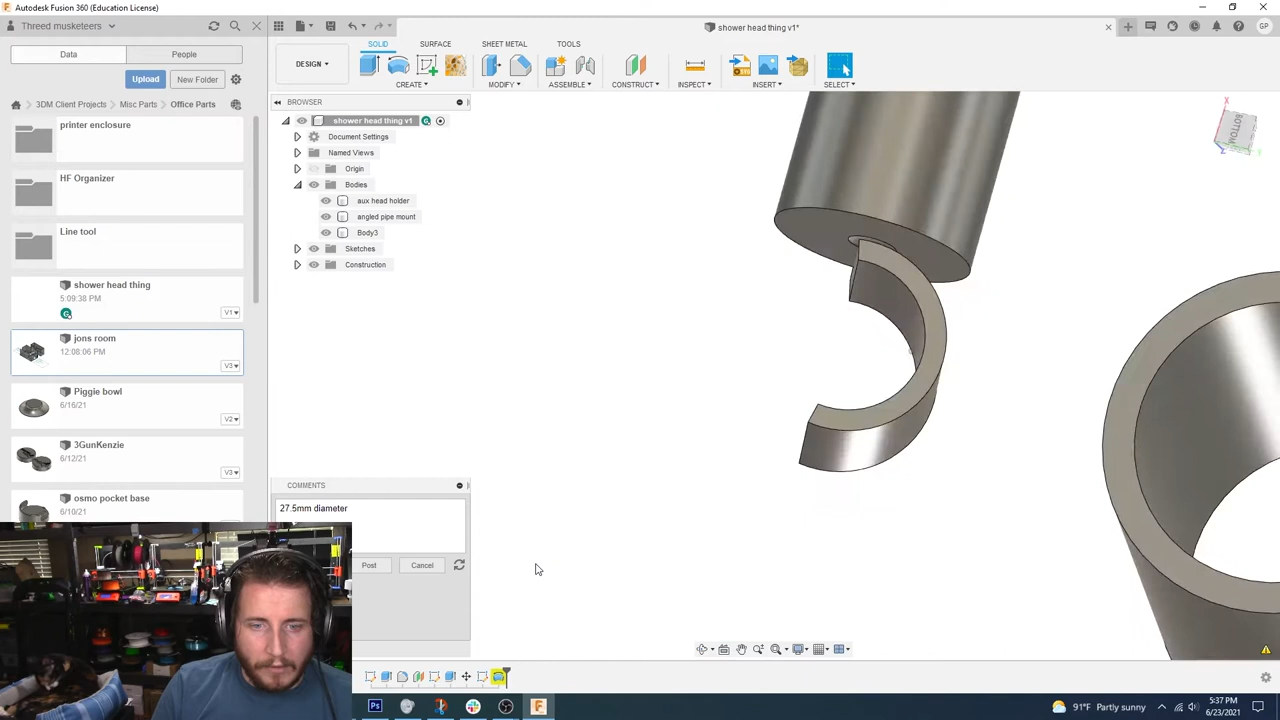 Autodesk Fusion 360 (Education License)
Threed musketeers
shower head thing v1*
GP
Data
People
DESIGN
SOLID
SURFACE
SHEET METAL
TOOLS
Upload
New Folder
CREATE
MODIFY
ASSEMBLE
CONSTRUCT
INSPECT
INSERT
SELECT
3DM Client Projects
Misc Parts
Office Parts
BROWSER
printer enclosure
shower head thing v1
Document Settings
Named Views
Origin
HF Organizer
Bodies
aux head holder
angled pipe mount
Line tool
Body3
Sketches
Construction
shower head thing
5:09:38 PM
V1
jons room
12:08:06 PM
V3
Piggie bowl
6/16/21
V2
3GunKenzie
6/12/21
V3
osmo pocket base
6/10/21
COMMENTS
27.5mm diameter
Post
Cancel
BOTTOM
X
Z
Y
91°F Partly sunny
5:37 PM
6/23/2021